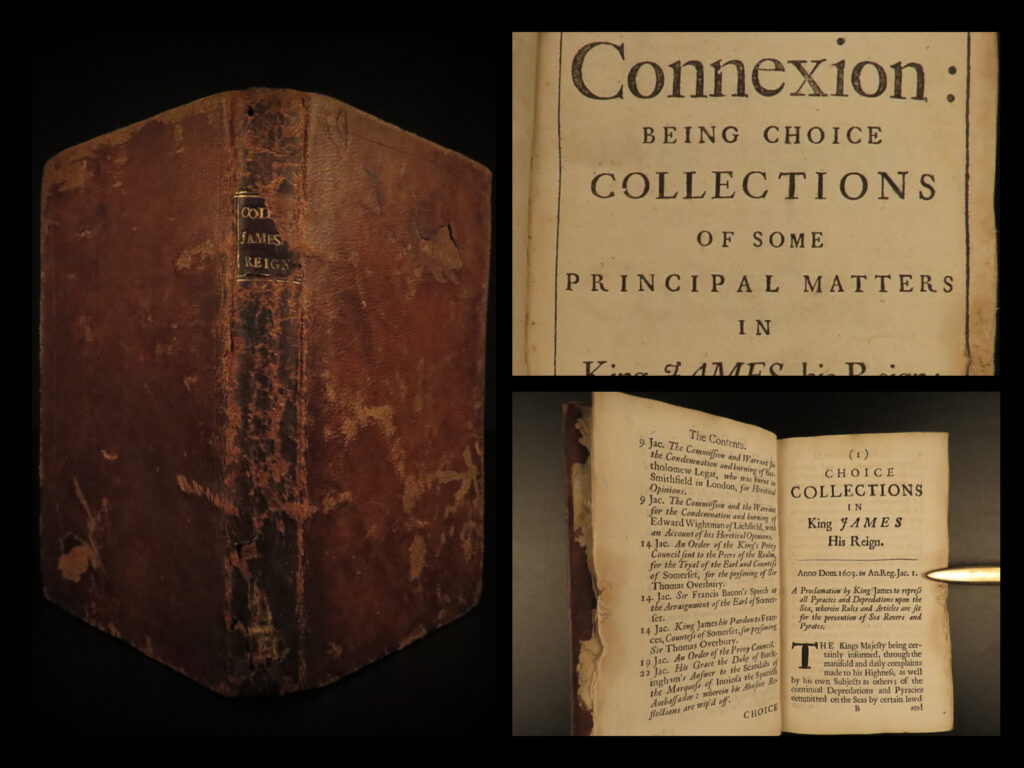 COLL
JAMES
REIGN
Connexion:
BEING CHOICE
COLLECTIONS
OF SOME
PRINCIPAL MATTERS
IN
King JAMES his Reign;
The Contents.
9 Jac. The Commiſſion and Warrant for
the Condemnation and burning of Bar-
tholomew Legat, who was burnt in
Smithfield in London, for Heretical
Opinions.
9 Jac. The Commiſſion and the Warrant
for the Condemnation and burning of
Edward Wightman of Lichfield, with
an Account of his Heretical Opinions.
14 Jac. An Order of the King's Privy
Council ſent to the Peers of the Realm,
for the Tryal of the Earl and Counteſs
of Somerſet, for the poyſoning of Sir
Thomas Overbury.
14 Jac. Sir Francis Bacon's Speech at
the Arraignment of the Earl of Somer-
ſet.
14 Jac. King James his Pardon to Fran-
ces, Counteſs of Somerſet, for poyſoning
Sir Thomas Overbury.
19 Jac. An Order of the Privy Council.
22 Jac. His Grace the Duke of Buck-
ingham's Anſwer to the Scandals of
the Marqueſs of Inoioſa the Spaniſh
Ambaſſador: wherein his Abuſive Re-
flections are wip'd off.
CHOICE
(1)
CHOICE
COLLECTIONS
IN
King JAMES
His Reign.
Anno Dom. 1603. in An. Reg. Jac. 1.
A Proclamation by King James to repreſs
all Pyracies and Depredations upon the
Sea, wherein Rules and Articles are ſet
for the prevention of Sea Rovers and
Pyrates.
THE Kings Majeſty being cer-
tainly informed, through the
manifold and daily complaints
made to his Highneſs, as well
by his own Subjects as others; of the
continual Depredations and Pyracies
committed on the Seas by certain lewd
B and